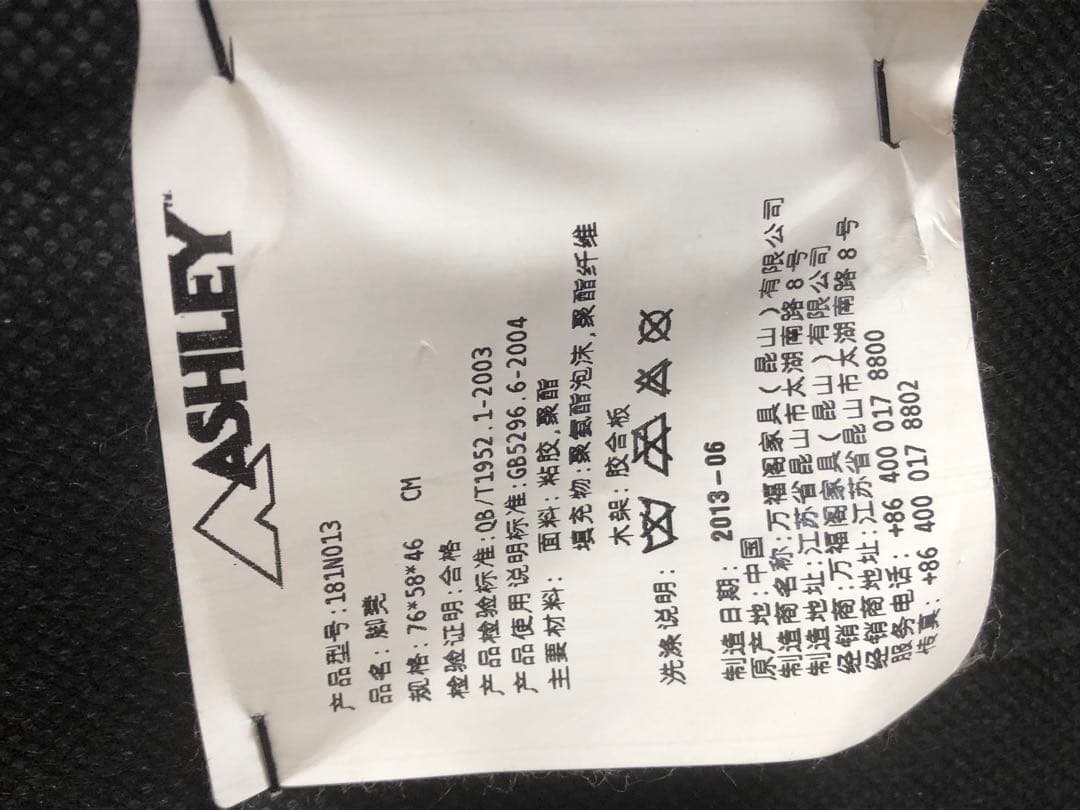 ASHLEY™
产品型号:181N013
品名:脚凳
规格:76*58*46 CM
检验证明:合格
产品检验标准:QB/T1952.1-2003
产品使用说明标准:GB5296.6-2004
主要材料: 面料:粘胶,聚酯
填充物:聚氨酯泡沫,聚酯纤维
木架:胶合板
洗涤说明:
制造日期: 2013-06
原产地:中国
制造商名称:万福阁家具(昆山)有限公司
制造地址:江苏省昆山市太湖南路8号
经销商:万福阁家具(昆山)有限公司
经销商地址:江苏省昆山市太湖南路8号
服务电话: +86 400 017 8800
传真: +86 400 017 8802